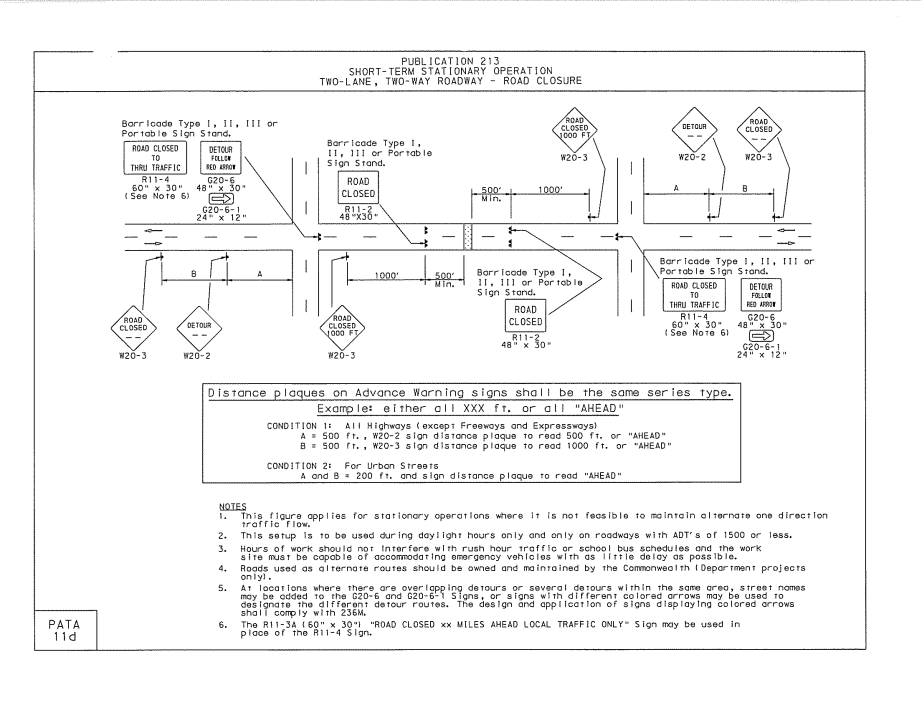 PUBLICATION 213
SHORT-TERM STATIONARY OPERATION
TWO-LANE, TWO-WAY ROADWAY - ROAD CLOSURE
Barricade Type I, II, III or
Portable Sign Stand.
ROAD CLOSED
TO
THRU TRAFFIC
R11-4
60" x 30"
(See Note 6)
DETOUR
FOLLOW
RED ARROW
G20-6
48" x 30"
G20-6-1
24" x 12"
Barricade Type I,
II, III or Portable
Sign Stand.
ROAD
CLOSED
R11-2
48"X30"
ROAD
CLOSED
1000 FT
W20-3
DETOUR
- -
W20-2
ROAD
CLOSED
- -
W20-3
500'
Min.
1000'
A
B
B
A
1000'
500'
Min.
ROAD
CLOSED
- -
W20-3
DETOUR
- -
W20-2
ROAD
CLOSED
1000 FT
W20-3
Barricade Type I,
II, III or Portable
Sign Stand.
ROAD
CLOSED
R11-2
48" x 30"
Barricade Type I, II, III or
Portable Sign Stand.
ROAD CLOSED
TO
THRU TRAFFIC
R11-4
60" x 30"
(See Note 6)
DETOUR
FOLLOW
RED ARROW
G20-6
48" x 30"
G20-6-1
24" x 12"
Distance plaques on Advance Warning signs shall be the same series type.
Example: either all XXX ft. or all "AHEAD"
CONDITION 1: All Highways (except Freeways and Expressways)
A = 500 ft., W20-2 sign distance plaque to read 500 ft. or "AHEAD"
B = 500 ft., W20-3 sign distance plaque to read 1000 ft. or "AHEAD"
CONDITION 2: For Urban Streets
A and B = 200 ft. and sign distance plaque to read "AHEAD"
NOTES
1. This figure applies for stationary operations where it is not feasible to maintain alternate one direction
traffic flow.
2. This setup is to be used during daylight hours only and only on roadways with ADT's of 1500 or less.
3. Hours of work should not interfere with rush hour traffic or school bus schedules and the work
site must be capable of accommodating emergency vehicles with as little delay as possible.
4. Roads used as alternate routes should be owned and maintained by the Commonwealth (Department projects
only).
5. At locations where there are overlapping detours or several detours within the same area, street names
may be added to the G20-6 and G20-6-1 Signs, or signs with different colored arrows may be used to
designate the different detour routes. The design and application of signs displaying colored arrows
shall comply with 236M.
6. The R11-3A (60" x 30") "ROAD CLOSED xx MILES AHEAD LOCAL TRAFFIC ONLY" Sign may be used in
place of the R11-4 Sign.
PATA
11d